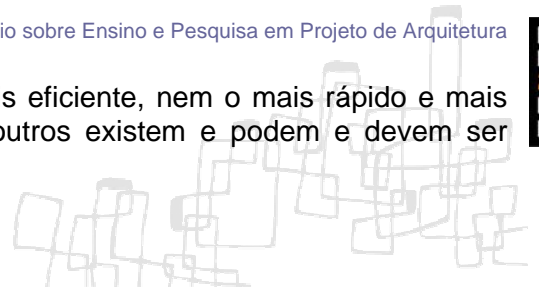 io sobre Ensino e Pesquisa em Projeto de Arquitetura
s eficiente, nem o mais rápido e mais
outros existem e podem e devem ser